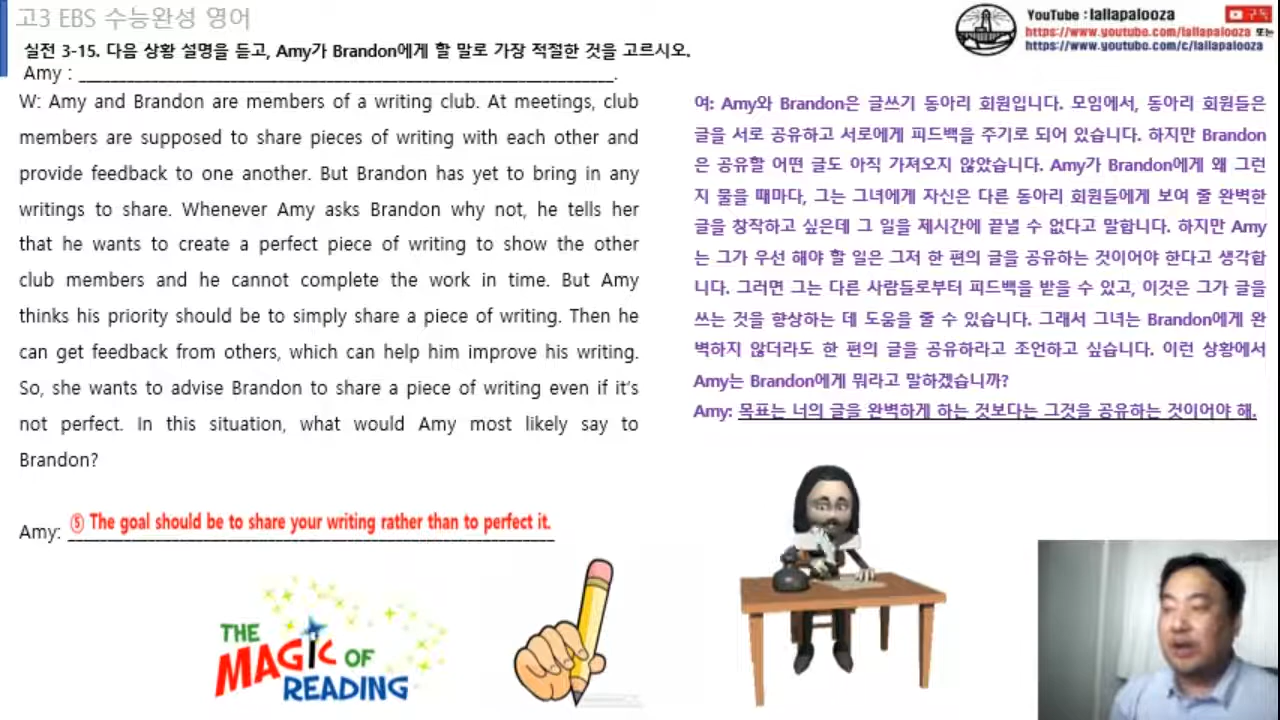 고3 EBS 수능완성 영어
YouTube : lallapalooza
구독
https://www.youtube.com/lallapalooza 또는
https://www.youtube.com/c/lallapalooza
실전 3-15. 다음 상황 설명을 듣고, Amy가 Brandon에게 할 말로 가장 적절한 것을 고르시오.
Amy : ______________________________.
W: Amy and Brandon are members of a writing club. At meetings, club
members are supposed to share pieces of writing with each other and
provide feedback to one another. But Brandon has yet to bring in any
writings to share. Whenever Amy asks Brandon why not, he tells her
that he wants to create a perfect piece of writing to show the other
club members and he cannot complete the work in time. But Amy
thinks his priority should be to simply share a piece of writing. Then he
can get feedback from others, which can help him improve his writing.
So, she wants to advise Brandon to share a piece of writing even if it's
not perfect. In this situation, what would Amy most likely say to
Brandon?
Amy: ⑤ The goal should be to share your writing rather than to perfect it.
여: Amy와 Brandon은 글쓰기 동아리 회원입니다. 모임에서, 동아리 회원들은
글을 서로 공유하고 서로에게 피드백을 주기로 되어 있습니다. 하지만 Brandon
은 공유할 어떤 글도 아직 가져오지 않았습니다. Amy가 Brandon에게 왜 그런
지 물을 때마다, 그는 그녀에게 자신은 다른 동아리 회원들에게 보여 줄 완벽한
글을 창작하고 싶은데 그 일을 제시간에 끝낼 수 없다고 말합니다. 하지만 Amy
는 그가 우선 해야 할 일은 그저 한 편의 글을 공유하는 것이어야 한다고 생각합
니다. 그러면 그는 다른 사람들로부터 피드백을 받을 수 있고, 이것은 그가 글을
쓰는 것을 향상하는 데 도움을 줄 수 있습니다. 그래서 그녀는 Brandon에게 완
벽하지 않더라도 한 편의 글을 공유하라고 조언하고 싶습니다. 이런 상황에서
Amy는 Brandon에게 뭐라고 말하겠습니까?
Amy: 목표는 너의 글을 완벽하게 하는 것보다는 그것을 공유하는 것이어야 해.
THE
MAGIC OF
READING